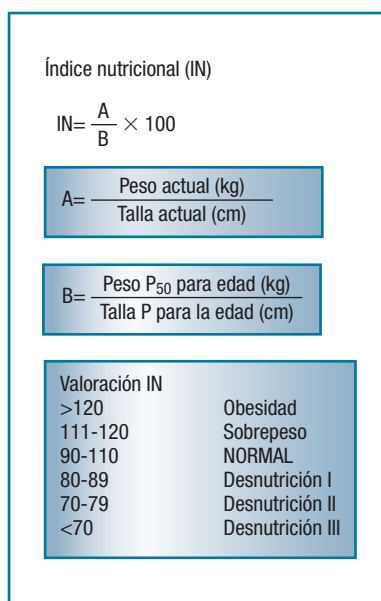 Índice nutricional (IN)
IN= A/B × 100
A= Peso actual (kg) / Talla actual (cm)
B= Peso P₅₀ para edad (kg) / Talla P para la edad (cm)
Valoración IN
>120 Obesidad
111-120 Sobrepeso
90-110 NORMAL
80-89 Desnutrición I
70-79 Desnutrición II
<70 Desnutrición III